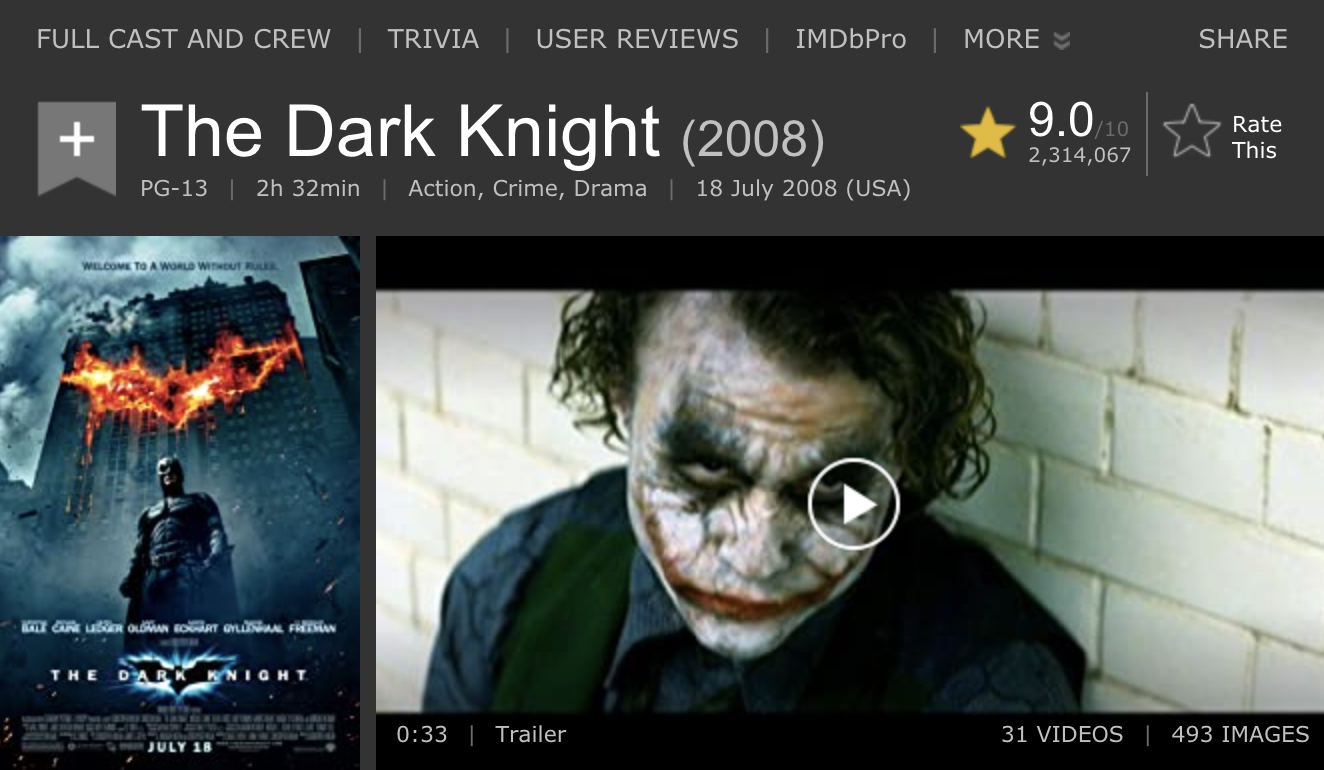 FULL CAST AND CREW | TRIVIA | USER REVIEWS | IMDbPro | MORE SHARE
+ The Dark Knight (2008) 9.0/10 Rate
2,314,067 This
PG-13 | 2h 32min | Action, Crime, Drama | 18 July 2008 (USA)
WELCOME TO A WORLD WITHOUT RULES.
BALE CAINE LEDGER OLDMAN ECKHART GYLLENHAAL FREEMAN
THE DARK KNIGHT
JULY 18
0:33 | Trailer 31 VIDEOS | 493 IMAGES